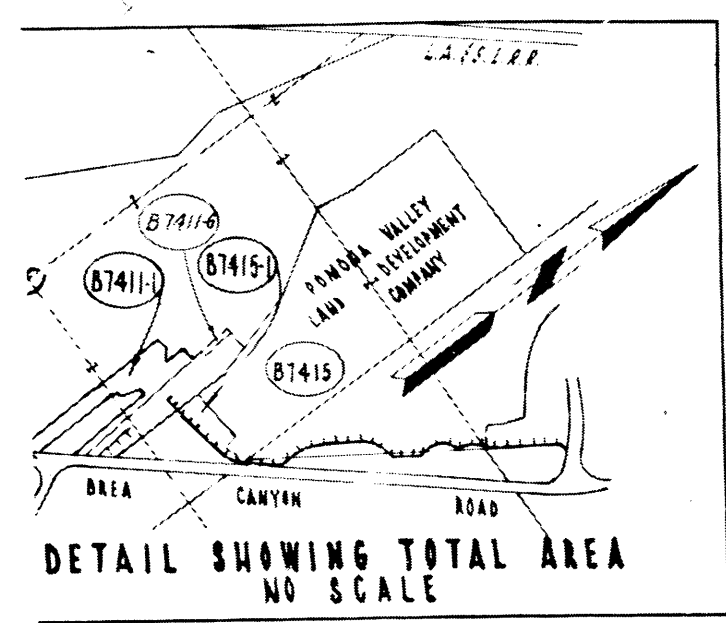 L.A. & S.L.R.R.
B7411-6
B7411-1
B7415-1
POMONA VALLEY
LAND AND DEVELOPMENT
COMPANY
B7415
BREA CANYON ROAD
DETAIL SHOWING TOTAL AREA
NO SCALE